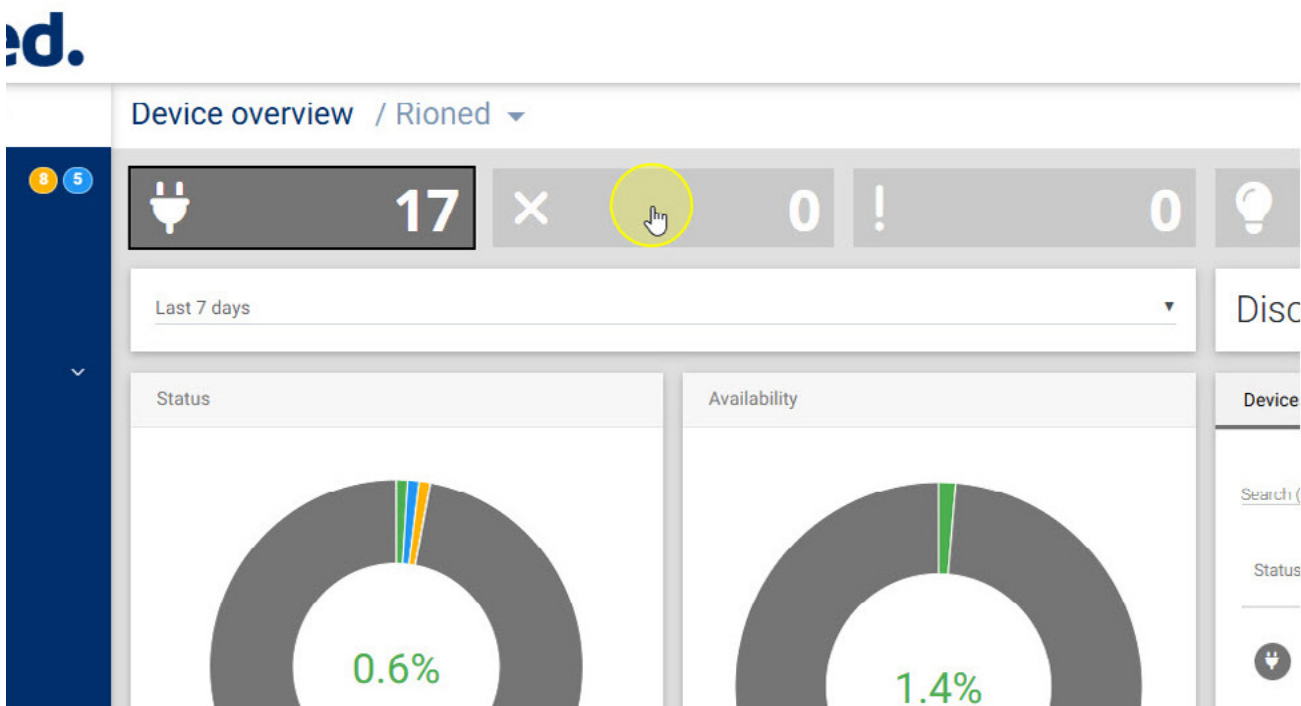 ed.
Device overview / Rioned
8 5
17 0 ! 0
Last 7 days
Disc
Status
Availability
Device
Search (
Status
0.6%
1.4%